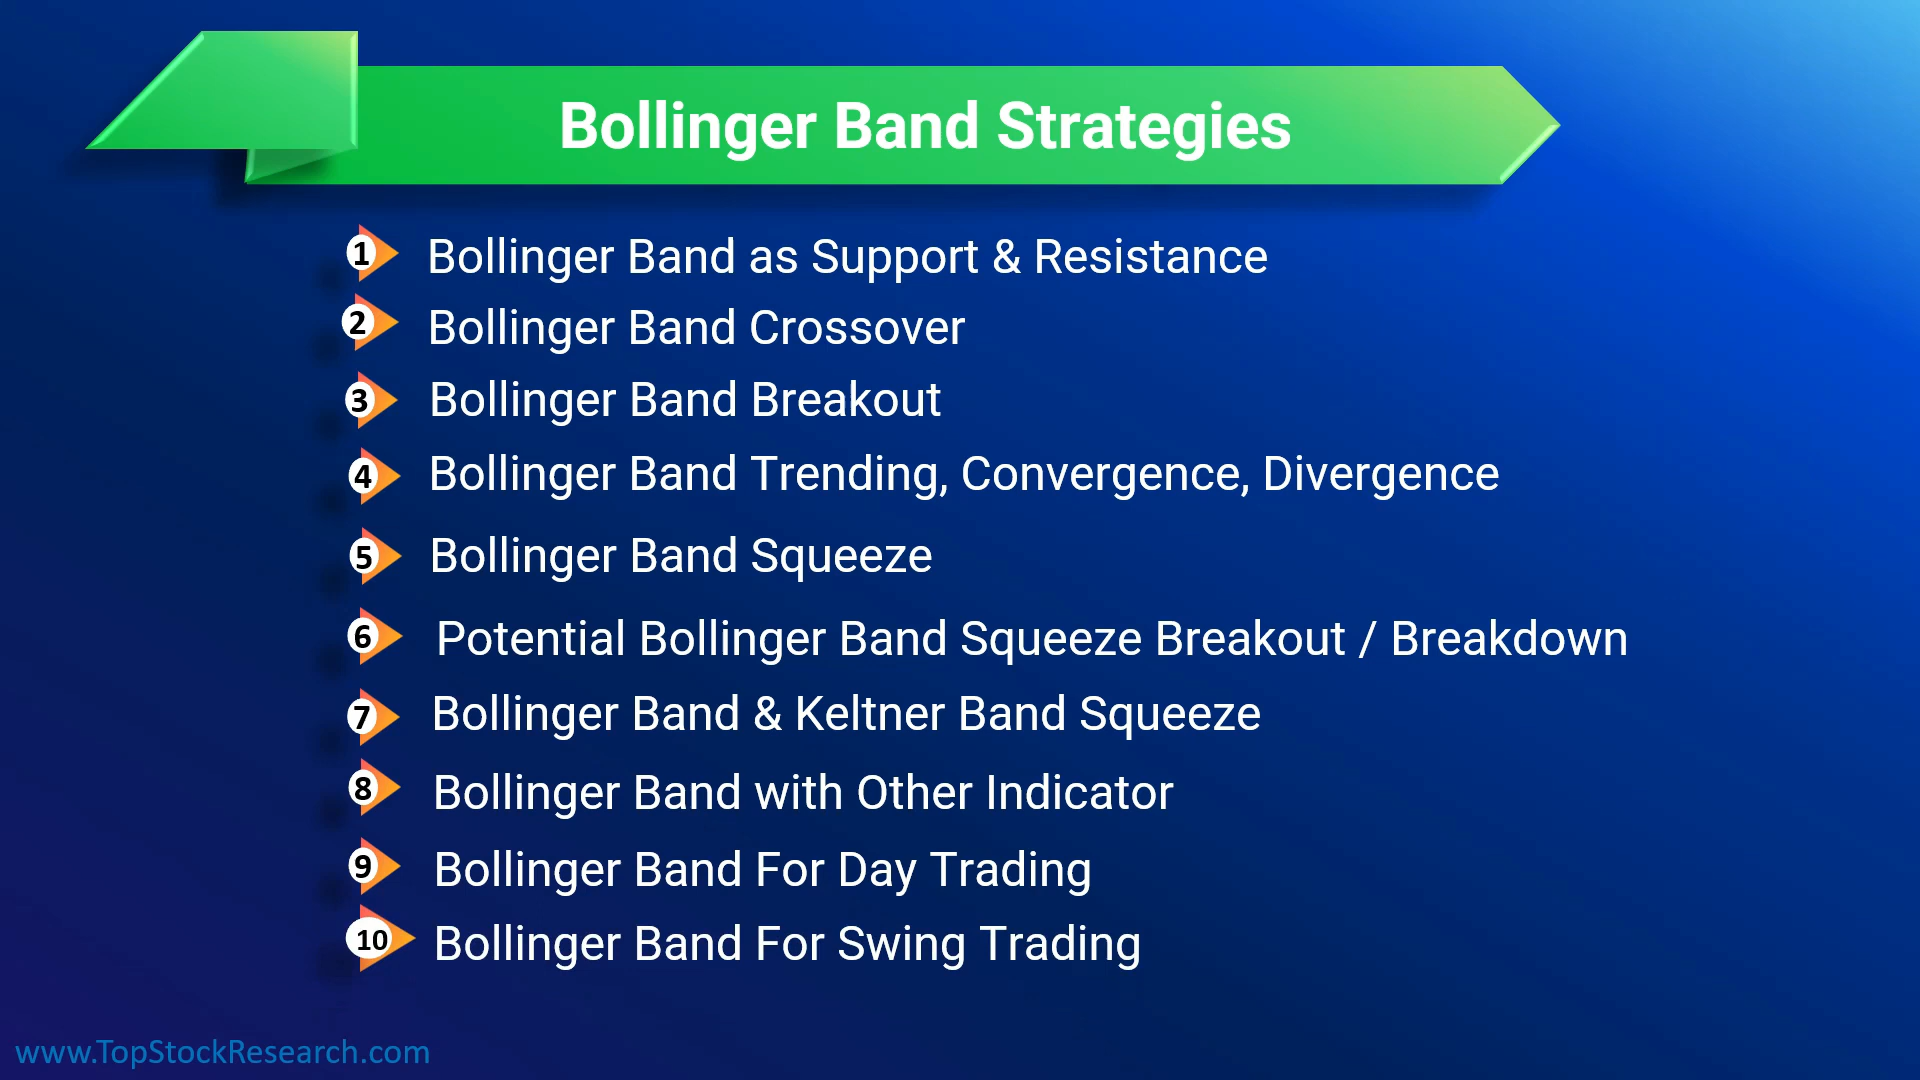 Bollinger Band Strategies
1 Bollinger Band as Support & Resistance
2 Bollinger Band Crossover
3 Bollinger Band Breakout
4 Bollinger Band Trending, Convergence, Divergence
5 Bollinger Band Squeeze
6 Potential Bollinger Band Squeeze Breakout / Breakdown
7 Bollinger Band & Keltner Band Squeeze
8 Bollinger Band with Other Indicator
9 Bollinger Band For Day Trading
10 Bollinger Band For Swing Trading
www.TopStockResearch.com